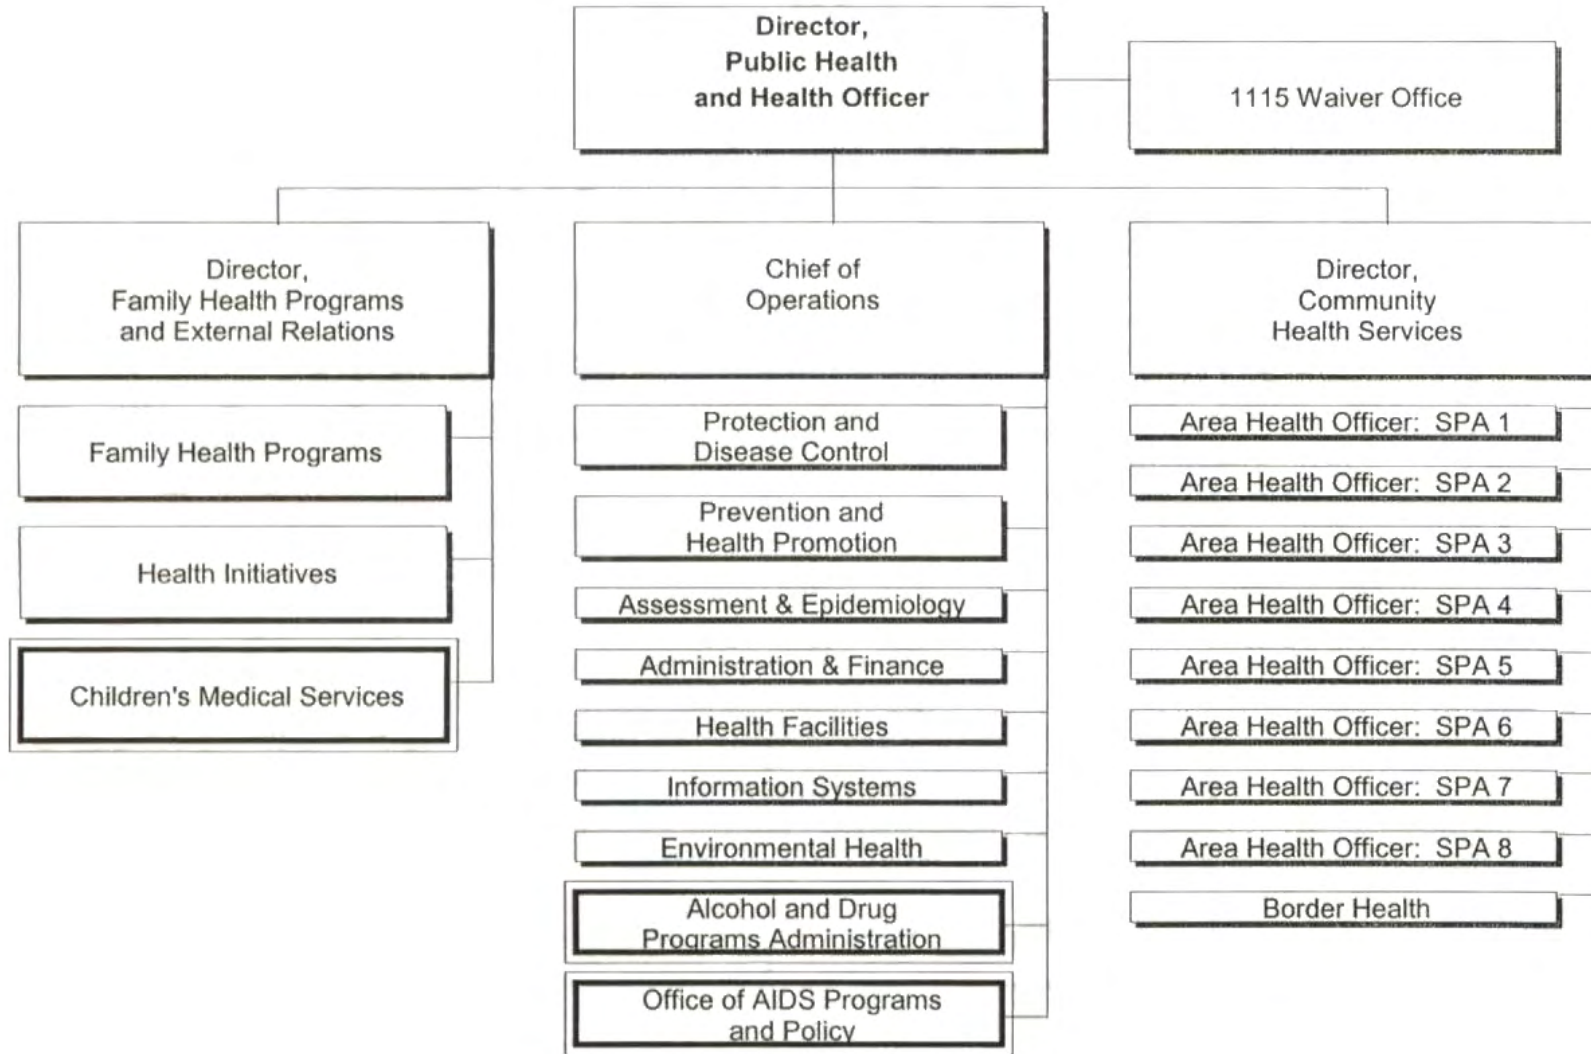 Director,
Public Health
and Health Officer
1115 Waiver Office
Director,
Family Health Programs
and External Relations
Family Health Programs
Health Initiatives
Children's Medical Services
Chief of
Operations
Protection and
Disease Control
Prevention and
Health Promotion
Assessment & Epidemiology
Administration & Finance
Health Facilities
Information Systems
Environmental Health
Alcohol and Drug
Programs Administration
Office of AIDS Programs
and Policy
Director,
Community
Health Services
Area Health Officer: SPA 1
Area Health Officer: SPA 2
Area Health Officer: SPA 3
Area Health Officer: SPA 4
Area Health Officer: SPA 5
Area Health Officer: SPA 6
Area Health Officer: SPA 7
Area Health Officer: SPA 8
Border Health